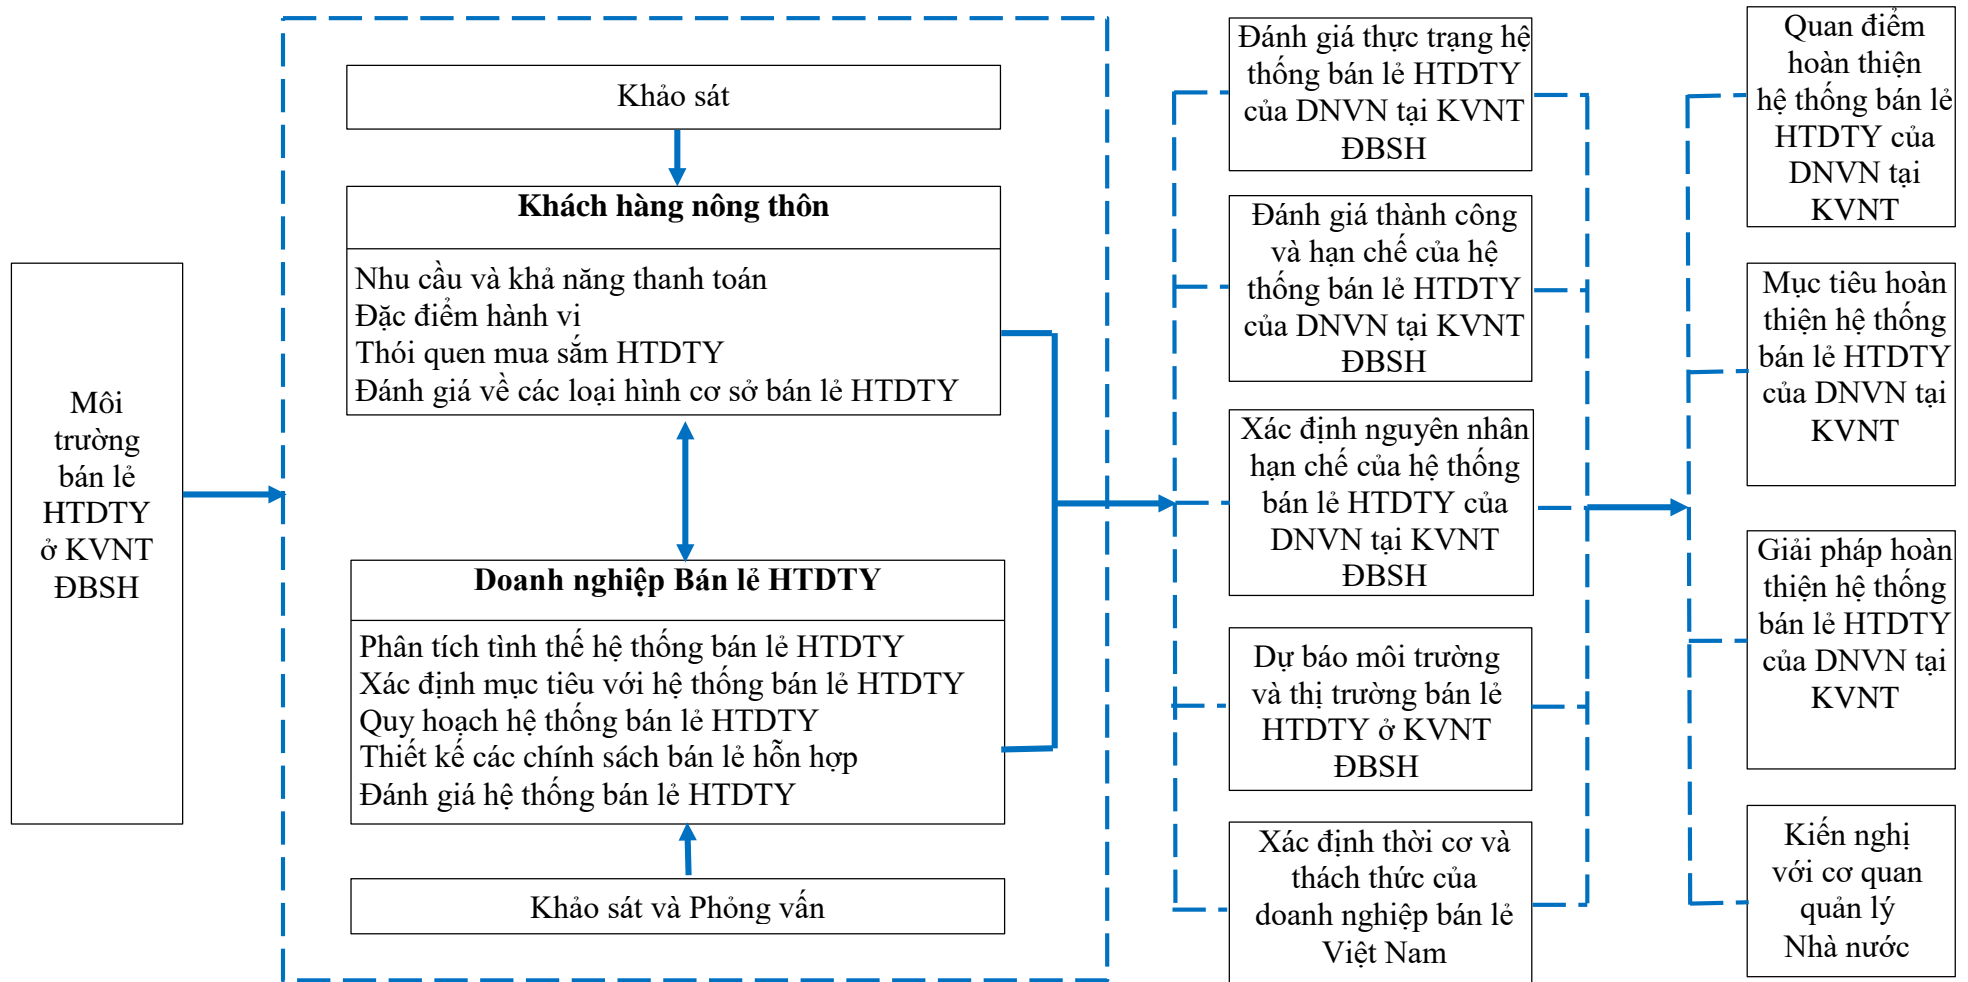 Môi
trường
bán lẻ
HTDTY
ở KVNT
ĐBSH
Khảo sát
Khách hàng nông thôn
Nhu cầu và khả năng thanh toán
Đặc điểm hành vi
Thói quen mua sắm HTDTY
Đánh giá về các loại hình cơ sở bán lẻ HTDTY
Doanh nghiệp Bán lẻ HTDTY
Phân tích tình thế hệ thống bán lẻ HTDTY
Xác định mục tiêu với hệ thống bán lẻ HTDTY
Quy hoạch hệ thống bán lẻ HTDTY
Thiết kế các chính sách bán lẻ hỗn hợp
Đánh giá hệ thống bán lẻ HTDTY
Khảo sát và Phỏng vấn
Đánh giá thực trạng hệ
thống bán lẻ HTDTY
của DNVN tại KVNT
ĐBSH
Đánh giá thành công
và hạn chế của hệ
thống bán lẻ HTDTY
của DNVN tại KVNT
ĐBSH
Xác định nguyên nhân
hạn chế của hệ thống
bán lẻ HTDTY của
DNVN tại KVNT
ĐBSH
Dự báo môi trường
và thị trường bán lẻ
HTDTY ở KVNT
ĐBSH
Xác định thời cơ và
thách thức của
doanh nghiệp bán lẻ
Việt Nam
Quan điểm
hoàn thiện
hệ thống bán lẻ
HTDTY của
DNVN tại
KVNT
Mục tiêu hoàn
thiện hệ thống
bán lẻ HTDTY
của DNVN tại
KVNT
Giải pháp hoàn
thiện hệ thống
bán lẻ HTDTY
của DNVN tại
KVNT
Kiến nghị
với cơ quan
quản lý
Nhà nước